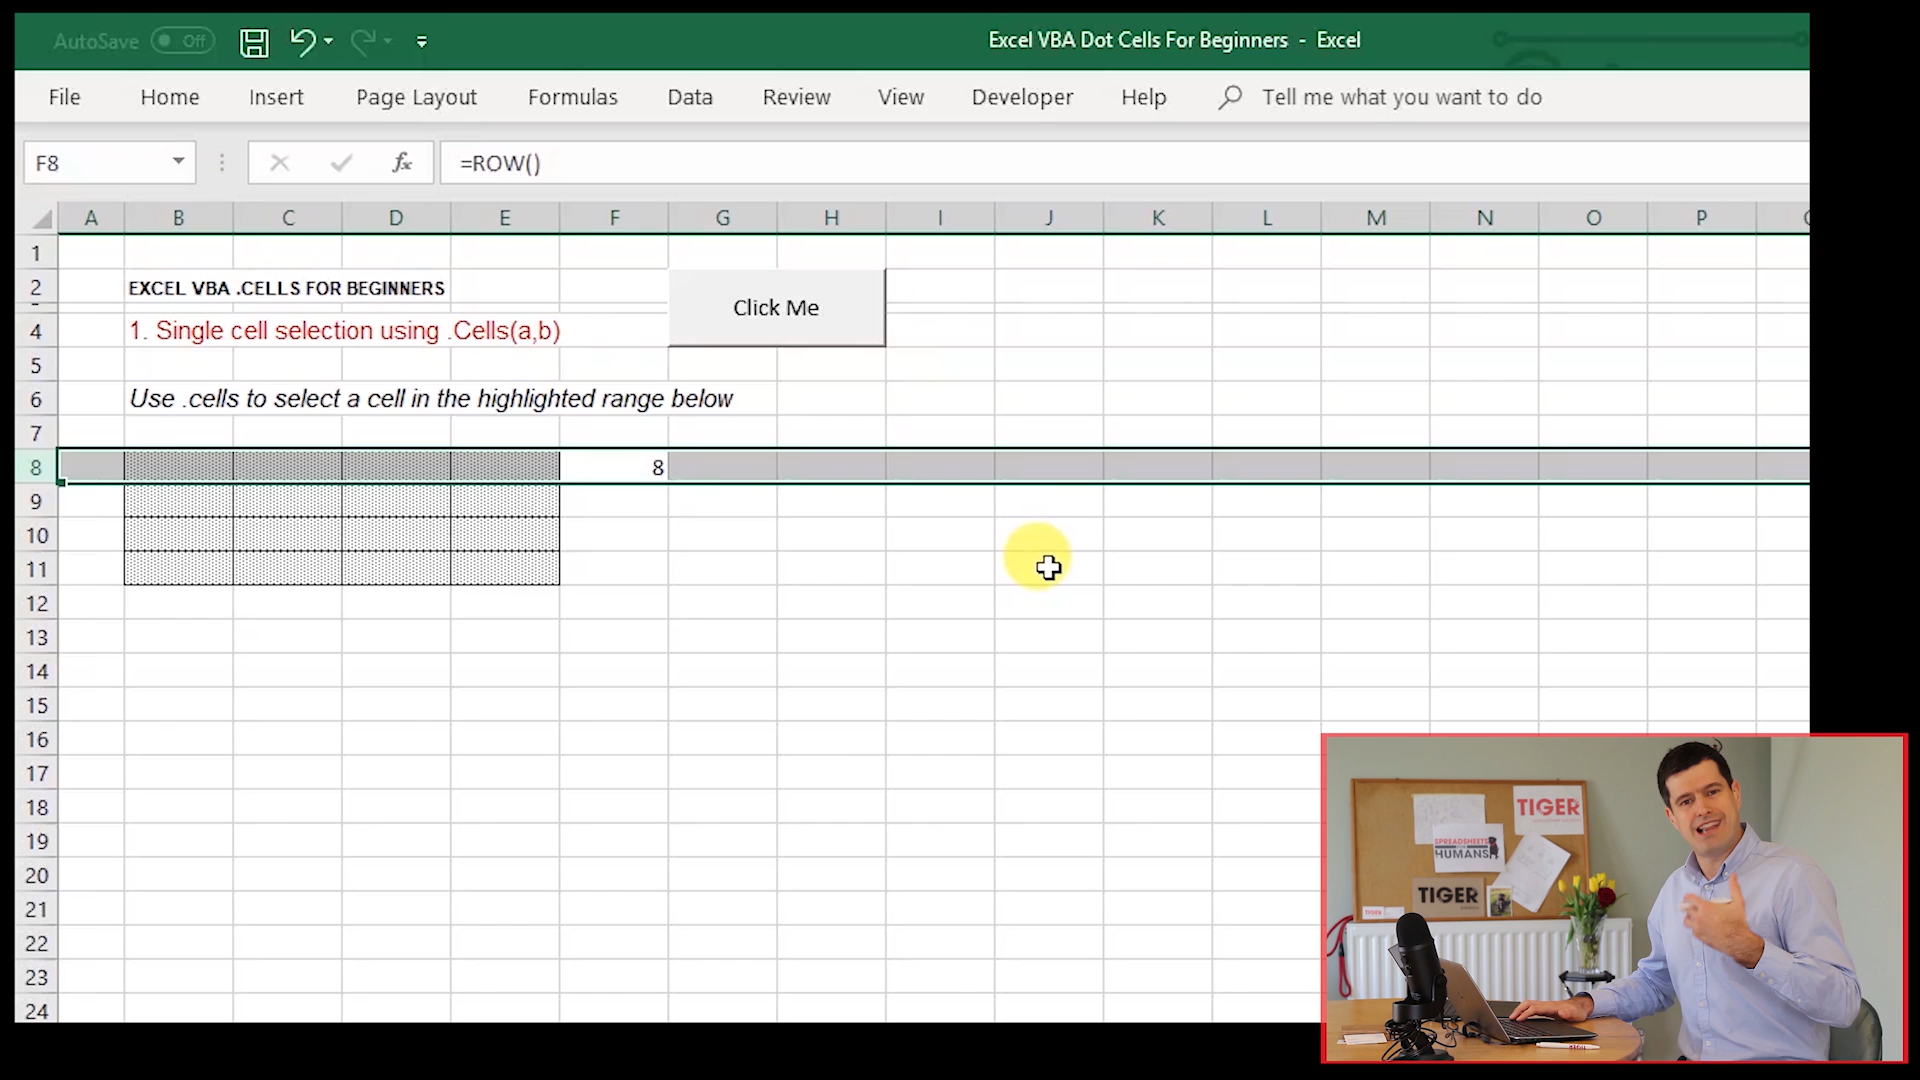 AutoSave Off
Excel VBA Dot Cells For Beginners - Excel
File Home Insert Page Layout Formulas Data Review View Developer Help Tell me what you want to do
F8 fx =ROW()
A B C D E F G H I J K L M N O P
1
2 EXCEL VBA .CELLS FOR BEGINNERS
Click Me
4 1. Single cell selection using .Cells(a,b)
5
6 Use .cells to select a cell in the highlighted range below
7
8 8
9
10
11
12
13
14
15
16
17
18
19
20
21
22
23
24
TIGER
SPREADSHEETS
HUMANS
TIGER